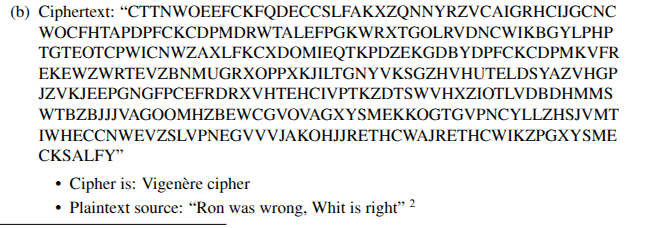 (b) Ciphertext: “CTTNWOEEFCKFQDECCSLFAKXZQNNYRZVCAIGRHCIJGCNC
WOCFHTAPDPFCKCDPMDRWTALEFPGKWRXTGOLRVDNCWIKBGYLPHP
TGTEOTCPWICNWZAXLFKCXDOMIEQTKPDZEKGDBYDPFCKCDPMKVFR
EKEWZWRTEVZBNMUGRXOPPXKJILTGNYVKSGZHVHUTELDSYAZVHGP
JZVKJEEPGNGFPCEFRDRXVHTEHCIVPTKZDTSWVHXZIOTLVDBDHMMS
WTBZBJJJVAGOOMHZBEWCGVOVAGXYSMEKKOGTGVPNCYLLZHSJVMT
IWHECCNWEVZSLVPNEGVVVJAKOHJJRETHCWAJRETHCWIKZPGXYSME
CKSALFY”
• Cipher is: Vigenère cipher
• Plaintext source: “Ron was wrong, Whit is right” 2